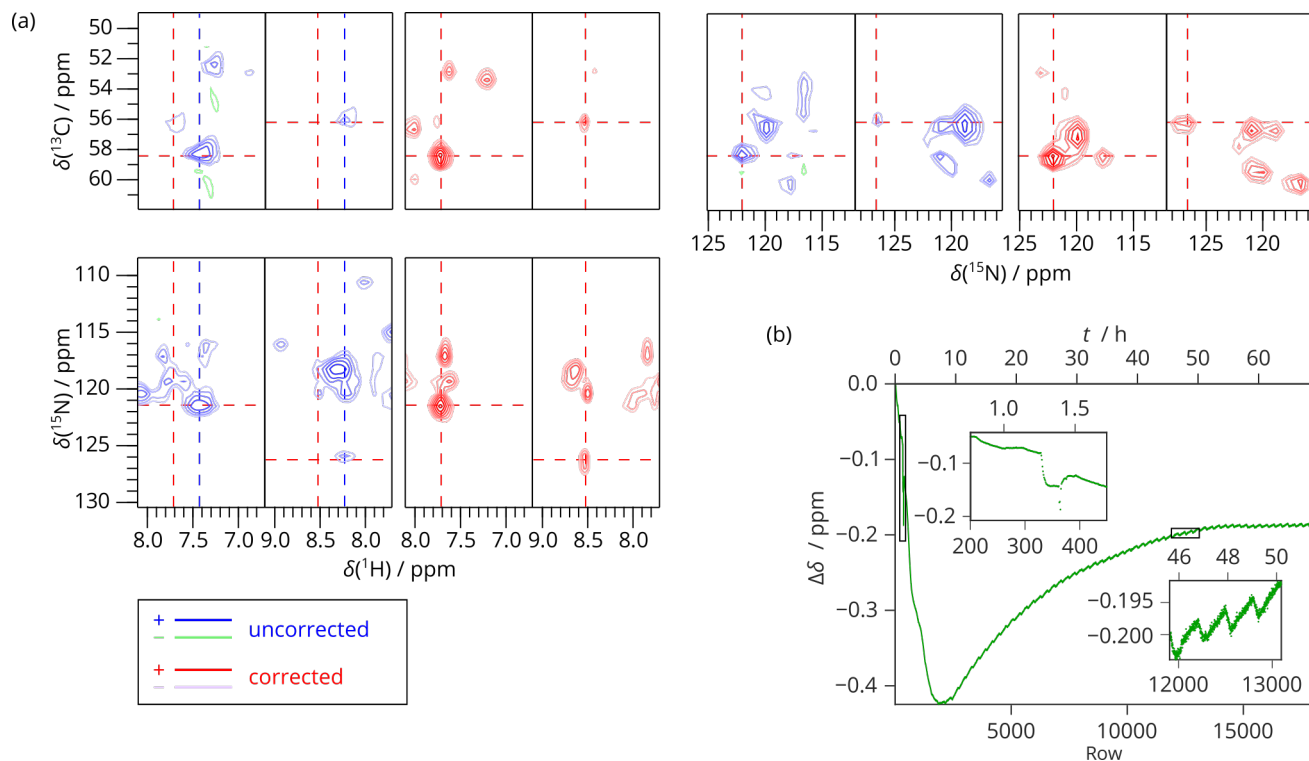 (a)
δ(¹³C) / ppm
50
52
54
56
58
60
125 120 115 125 120 125 120 115 125 120
δ(¹⁵N) / ppm
δ(¹⁵N) / ppm
110
115
120
125
130
8.0 7.5 7.0 9.0 8.5 8.0 8.0 7.5 7.0 9.0 8.5 8.0
δ(¹H) / ppm
+ uncorrected
−
+ corrected
−
(b)
t / h
0 10 20 30 40 50 60
Δδ / ppm
0.0
−0.1
−0.2
−0.3
−0.4
5000 10000 15000
Row
1.0 1.5
−0.1
−0.2
200 300 400
46 48 50
−0.195
−0.200
12000 13000